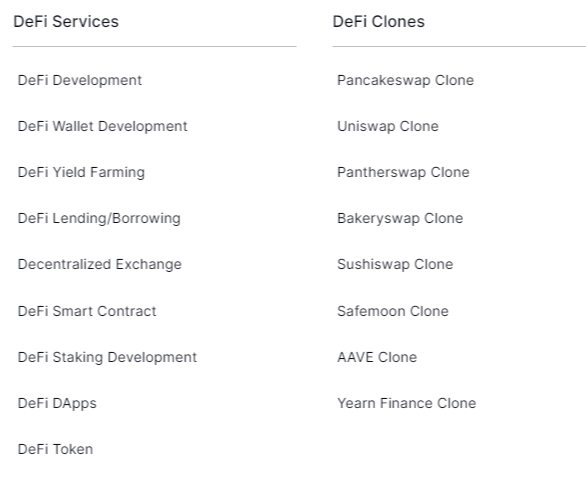 DeFi Services
DeFi Development
DeFi Wallet Development
DeFi Yield Farming
DeFi Lending/Borrowing
Decentralized Exchange
DeFi Smart Contract
DeFi Staking Development
DeFi DApps
DeFi Token
DeFi Clones
Pancakeswap Clone
Uniswap Clone
Pantherswap Clone
Bakeryswap Clone
Sushiswap Clone
Safemoon Clone
AAVE Clone
Yearn Finance Clone